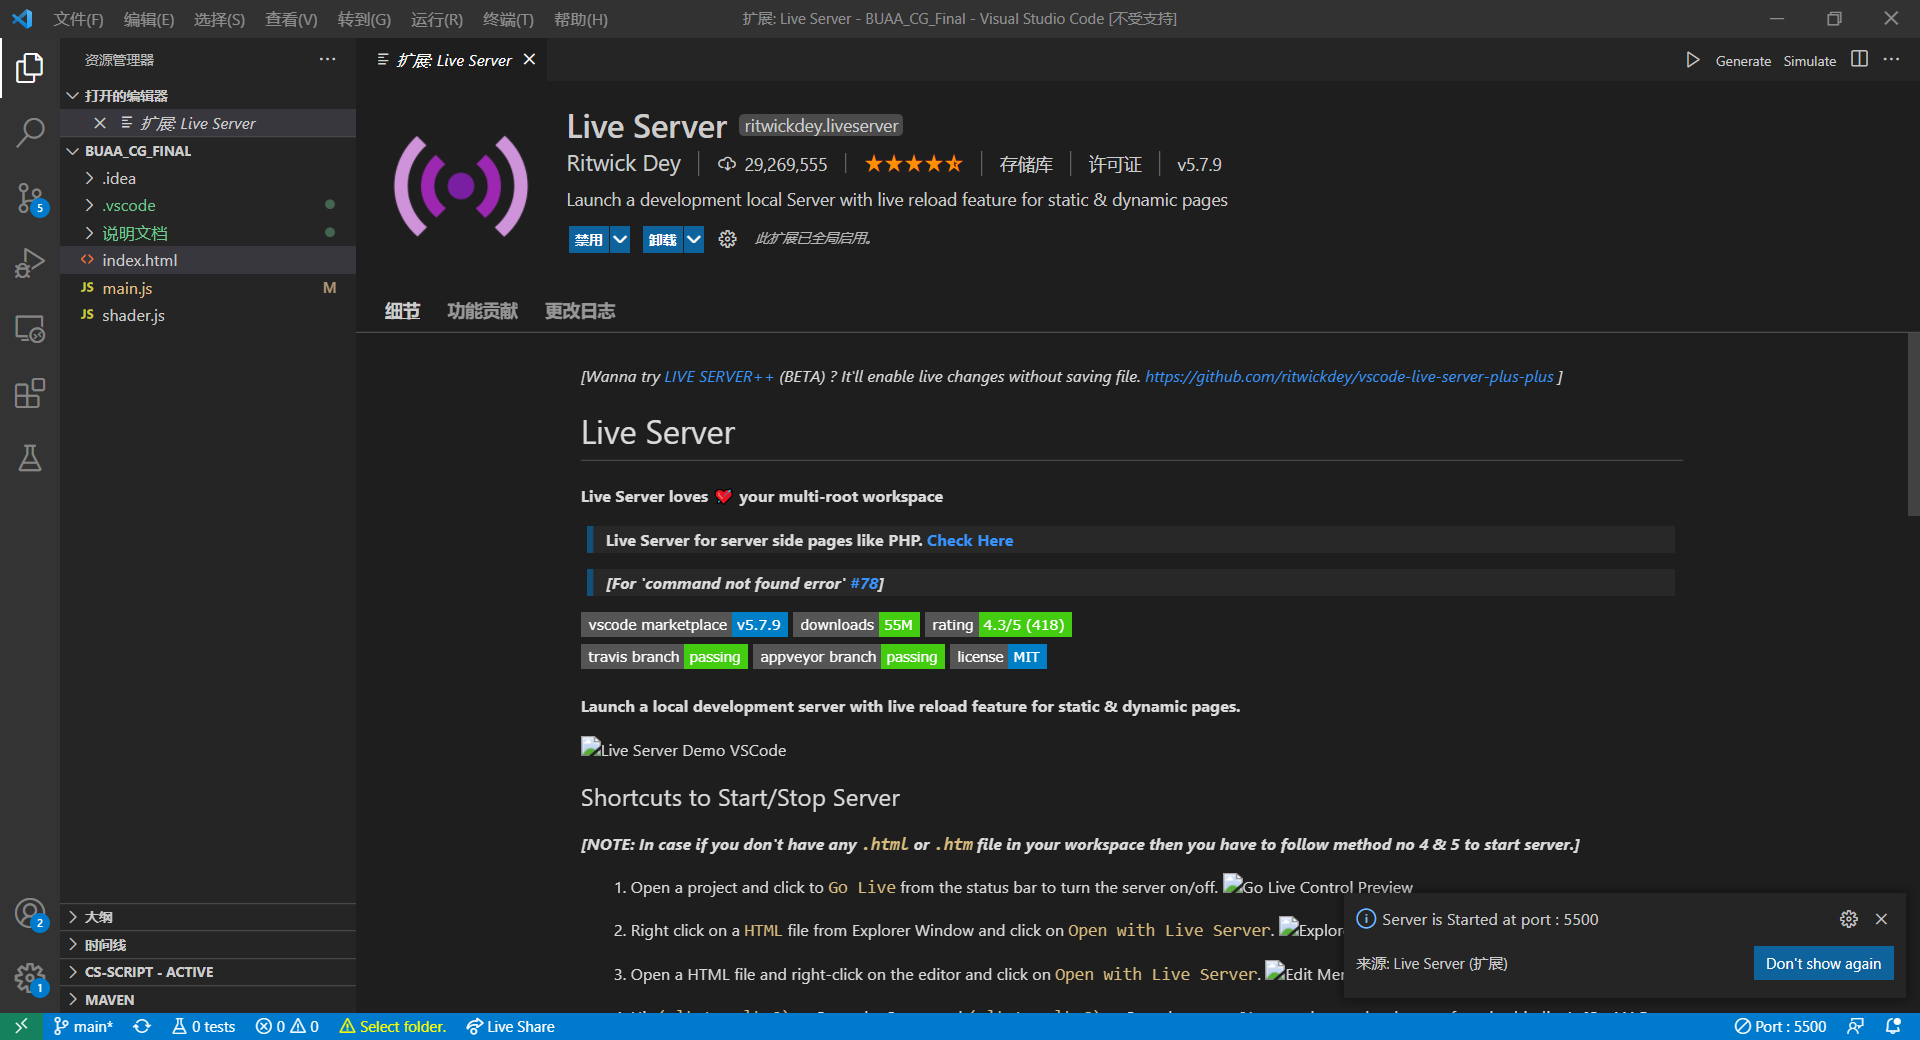 文件(F) 编辑(E) 选择(S) 查看(V) 转到(G) 运行(R) 终端(T) 帮助(H) 扩展: Live Server - BUAA_CG_Final - Visual Studio Code [不受支持]
资源管理器
扩展: Live Server
Generate Simulate
打开的编辑器
扩展: Live Server
BUAA_CG_FINAL
.idea
.vscode
说明文档
index.html
JS main.js M
JS shader.js
5
Live Server ritwickdey.liveserver
Ritwick Dey 29,269,555 存储库 许可证 v5.7.9
Launch a development local Server with live reload feature for static & dynamic pages
禁用 卸载 此扩展已全局启用。
细节 功能贡献 更改日志
[Wanna try LIVE SERVER++ (BETA) ? It'll enable live changes without saving file. https://github.com/ritwickdey/vscode-live-server-plus-plus ]
Live Server
Live Server loves your multi-root workspace
Live Server for server side pages like PHP. Check Here
[For 'command not found error' #78]
vscode marketplace v5.7.9 downloads 55M rating 4.3/5 (418)
travis branch passing appveyor branch passing license MIT
Launch a local development server with live reload feature for static & dynamic pages.
Live Server Demo VSCode
Shortcuts to Start/Stop Server
[NOTE: In case if you don't have any .html or .htm file in your workspace then you have to follow method no 4 & 5 to start server.]
1. Open a project and click to Go Live from the status bar to turn the server on/off. Go Live Control Preview
2. Right click on a HTML file from Explorer Window and click on Open with Live Server. Explor
3. Open a HTML file and right-click on the editor and click on Open with Live Server. Edit Mer
Server is Started at port : 5500
来源: Live Server (扩展)
Don't show again
2
1
大纲
时间线
CS-SCRIPT - ACTIVE
MAVEN
main* 0 tests 0 0 Select folder. Live Share Port : 5500